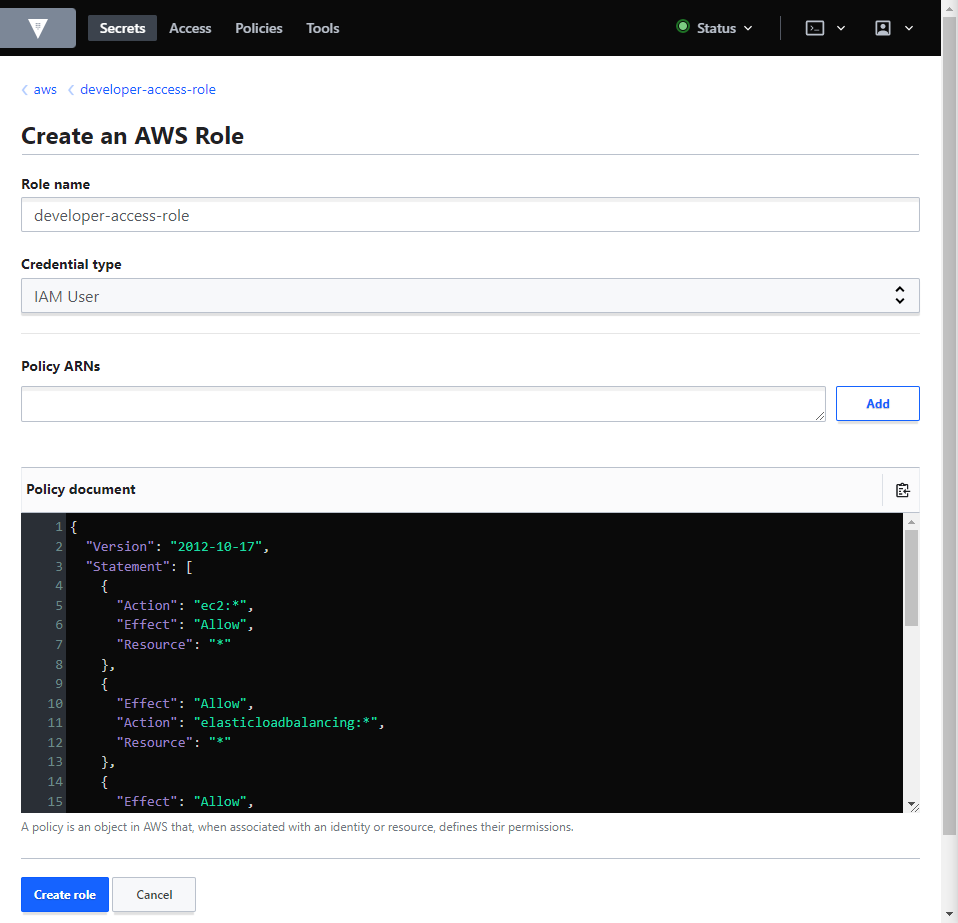 Secrets Access Policies Tools Status
aws developer-access-role
Create an AWS Role
Role name
developer-access-role
Credential type
IAM User
Policy ARNs
Add
Policy document
1 {
2 "Version": "2012-10-17",
3 "Statement": [
4 {
5 "Action": "ec2:*",
6 "Effect": "Allow",
7 "Resource": "*"
8 },
9 {
10 "Effect": "Allow",
11 "Action": "elasticloadbalancing:*",
12 "Resource": "*"
13 },
14 {
15 "Effect": "Allow",
A policy is an object in AWS that, when associated with an identity or resource, defines their permissions.
Create role Cancel